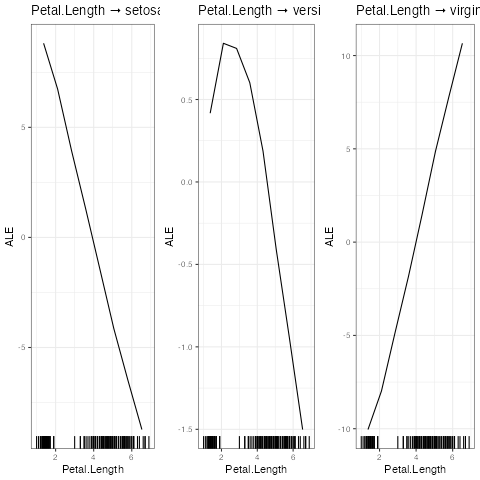 Petal.Length → setosa
Petal.Length → versi
Petal.Length → virgin
ALE
5
0
-5
2
4
6
Petal.Length
ALE
0.5
0.0
-0.5
-1.0
-1.5
2
4
6
Petal.Length
ALE
10
5
0
-5
-10
2
4
6
Petal.Length